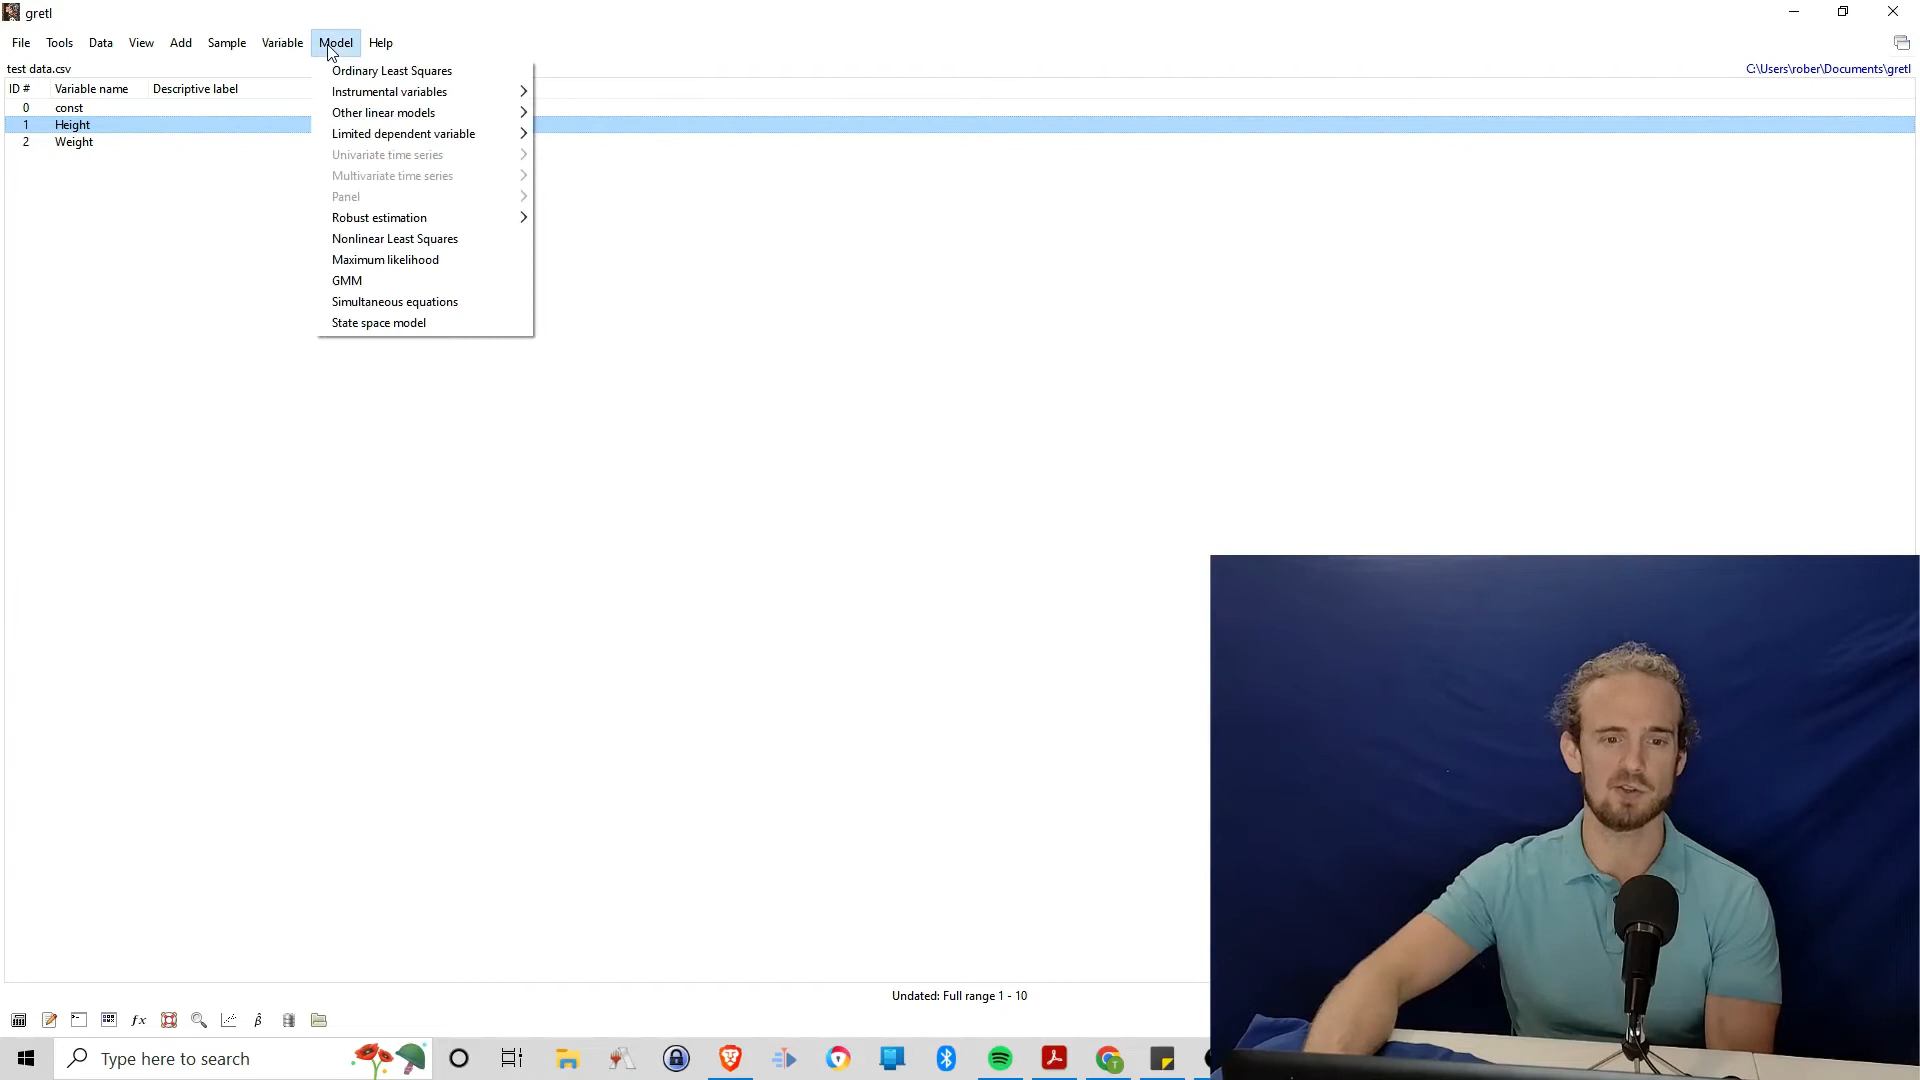 gretl
File Tools Data View Add Sample Variable Model Help
test data.csv
C:\Users\rober\Documents\gretl
ID # Variable name Descriptive label
0 const
1 Height
2 Weight
Ordinary Least Squares
Instrumental variables
Other linear models
Limited dependent variable
Univariate time series
Multivariate time series
Panel
Robust estimation
Nonlinear Least Squares
Maximum likelihood
GMM
Simultaneous equations
State space model
Undated: Full range 1 - 10
fx
β̂
Type here to search